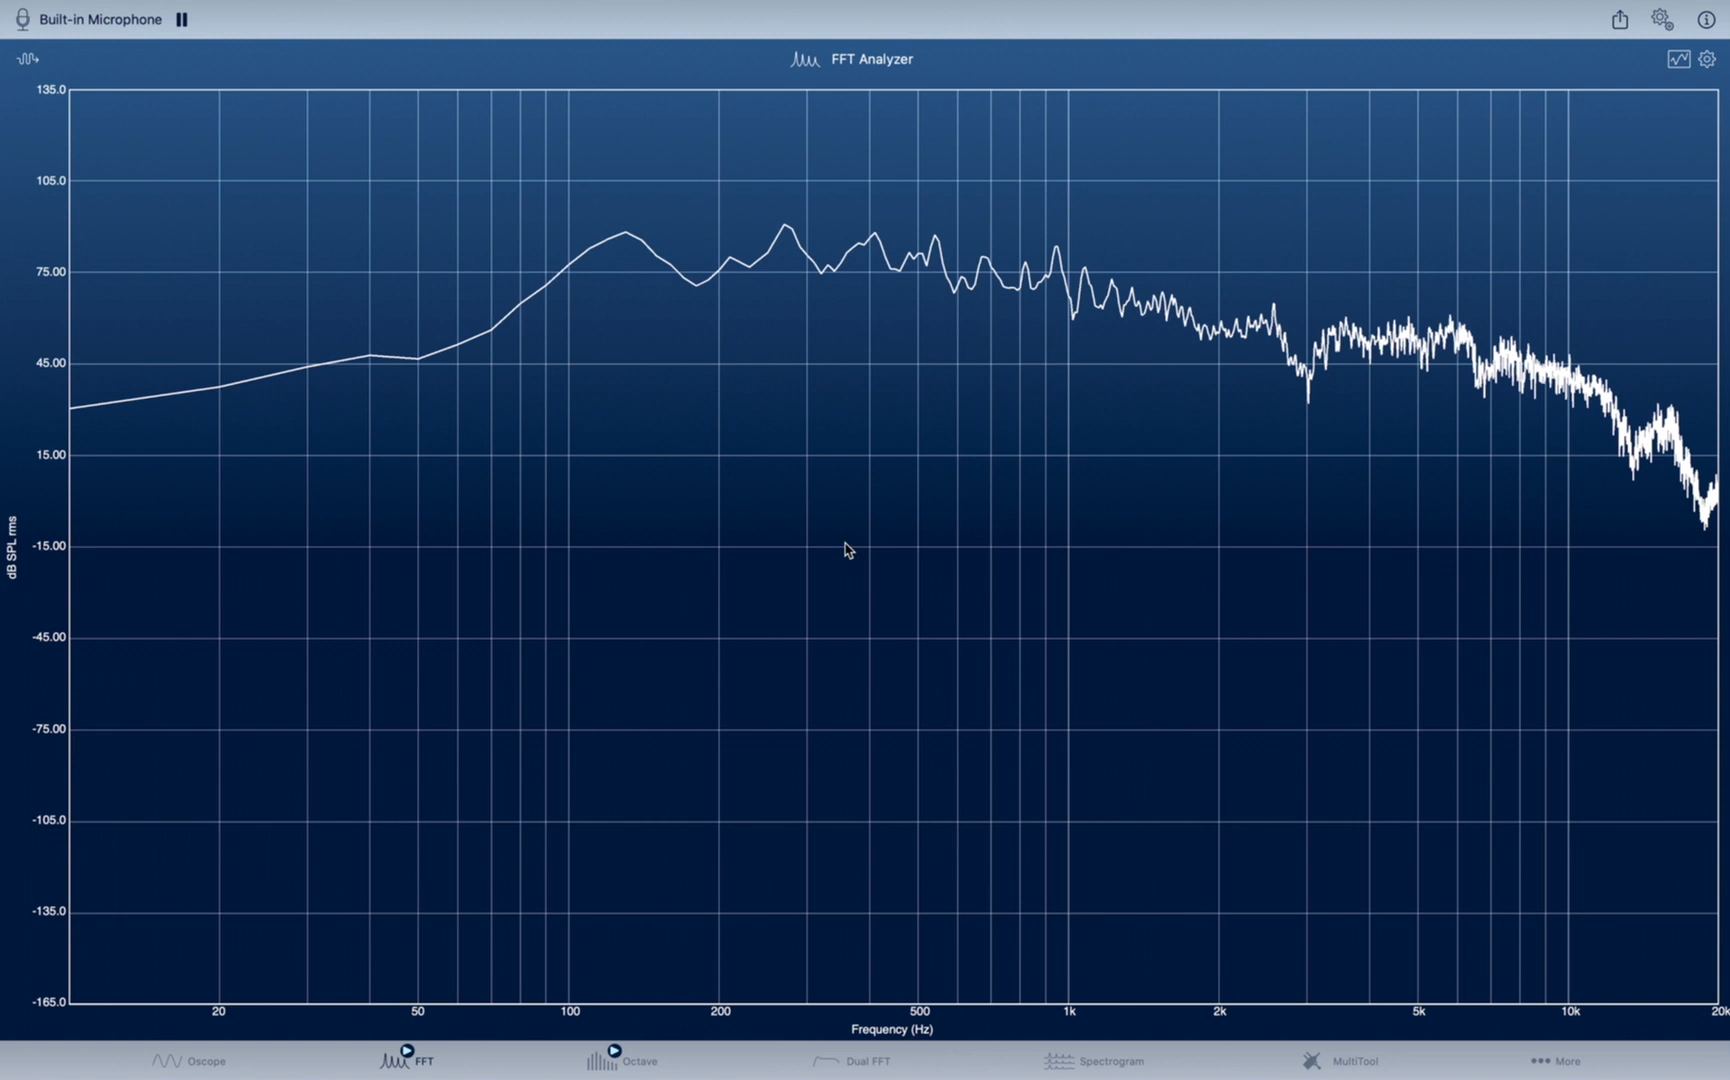 Built-in Microphone
FFT Analyzer
135.0
105.0
75.00
45.00
15.00
-15.00
-45.00
-75.00
-105.0
-135.0
-165.0
dB SPL rms
20 50 100 200 500 1k 2k 5k 10k 20k
Frequency (Hz)
Oscope FFT Octave Dual FFT Spectrogram MultiTool More